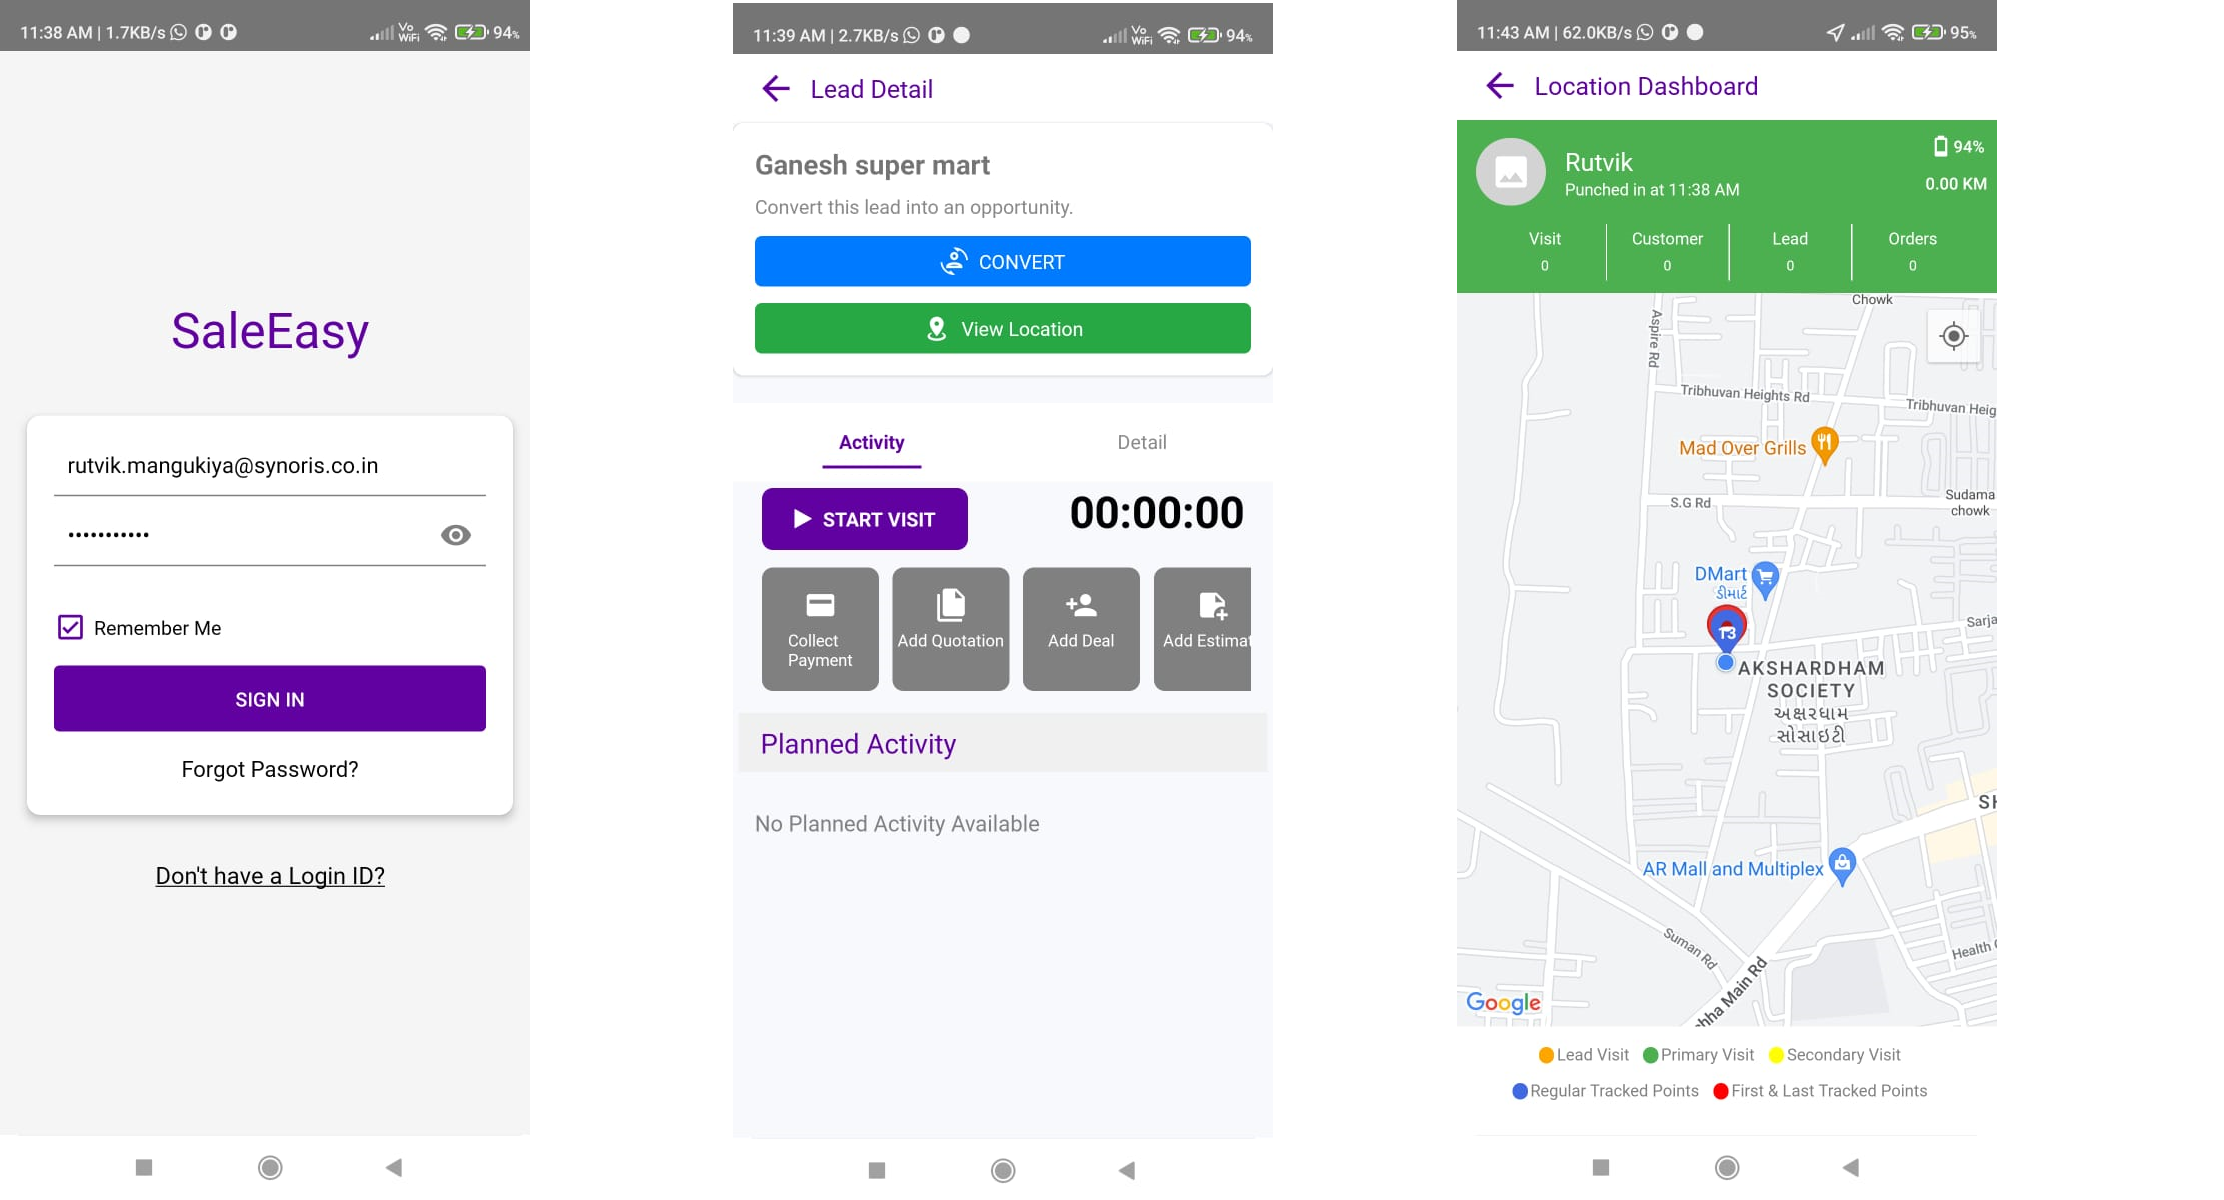 11:38 AM | 1.7KB/s
Vo
WiFi
94%
SaleEasy
rutvik.mangukiya@synoris.co.in
•••••••••••
Remember Me
SIGN IN
Forgot Password?
Don't have a Login ID?
11:39 AM | 2.7KB/s
Vo
WiFi
94%
Lead Detail
Ganesh super mart
Convert this lead into an opportunity.
CONVERT
View Location
Activity
Detail
START VISIT
00:00:00
Collect
Payment
Add Quotation
Add Deal
Add Estimat
Planned Activity
No Planned Activity Available
11:43 AM | 62.0KB/s
95%
Location Dashboard
Rutvik
94%
Punched in at 11:38 AM
0.00 KM
Visit
Customer
Lead
Orders
0
0
0
0
Chowk
Aspire Rd
Tribhuvan Heights Rd
Tribhuvan Heig
Mad Over Grills
S.G Rd
Sudama
chowk
DMart
ડીમાર્ટ
Sarja
AKSHARDHAM
SOCIETY
અક્ષરધામ
સોસાઇટી
SH
AR Mall and Multiplex
Suman Rd
Health
hha Main Rd
Google
Lead Visit
Primary Visit
Secondary Visit
Regular Tracked Points
First & Last Tracked Points